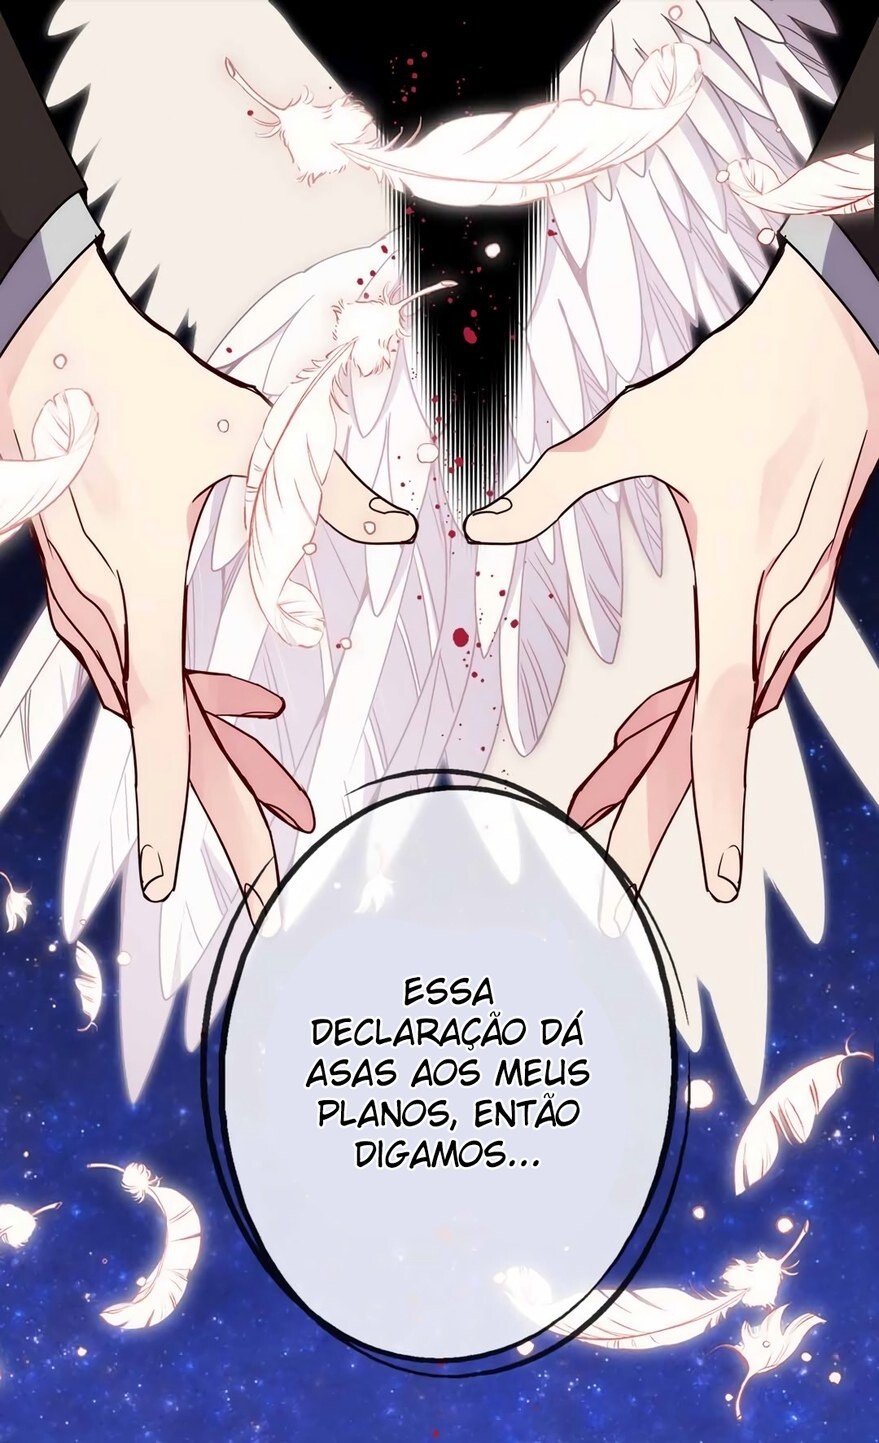 ESSA
DECLARAÇÃO DÁ
ASAS AOS MEUS
PLANOS, ENTÃO
DIGAMOS...